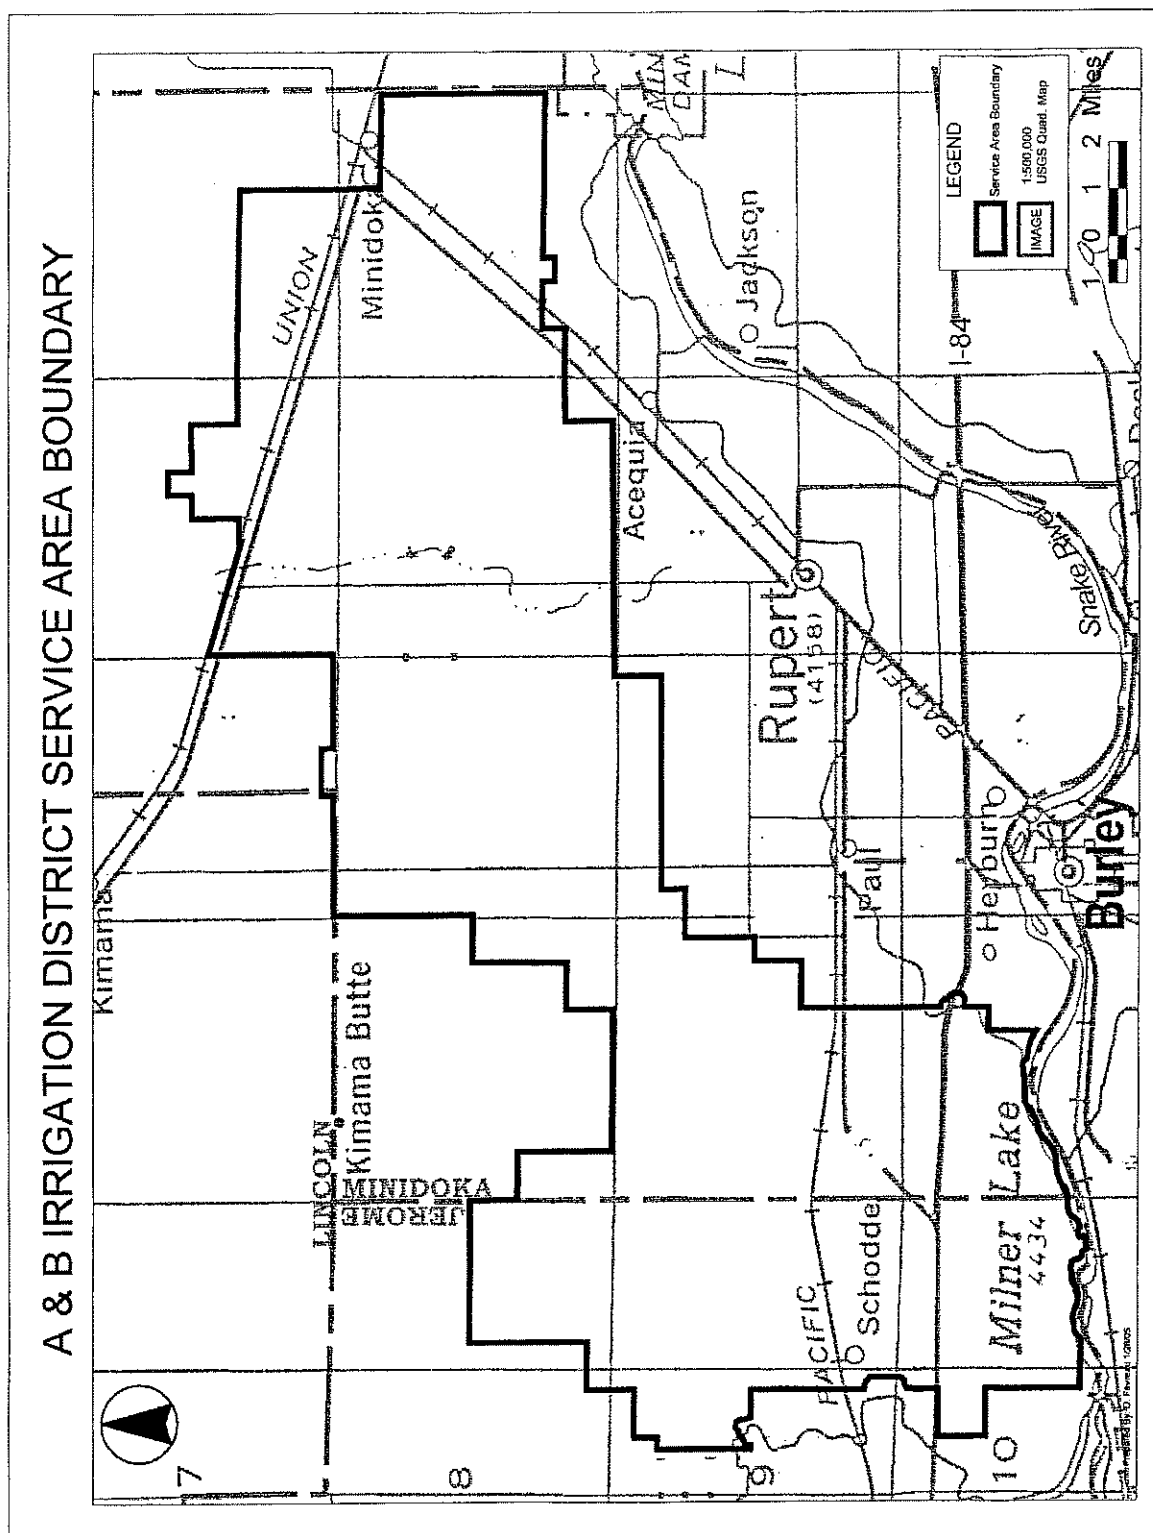 A & B IRRIGATION DISTRICT SERVICE AREA BOUNDARY
Kimama
UNION
Minidoka
LINCOLN
Kimama Butte
MINIDOKA
JEROME
7
8
9
10
Acequia
Jackson
Rupert
(4158)
PACIFIC
PACIFIC
Schodde
Paul
Heyburn
Milner Lake
4434
Burley
Snake River
I-84
LEGEND
Service Area Boundary
IMAGE
1:500,000
USGS Quad. Map
1 0 1 2 Miles